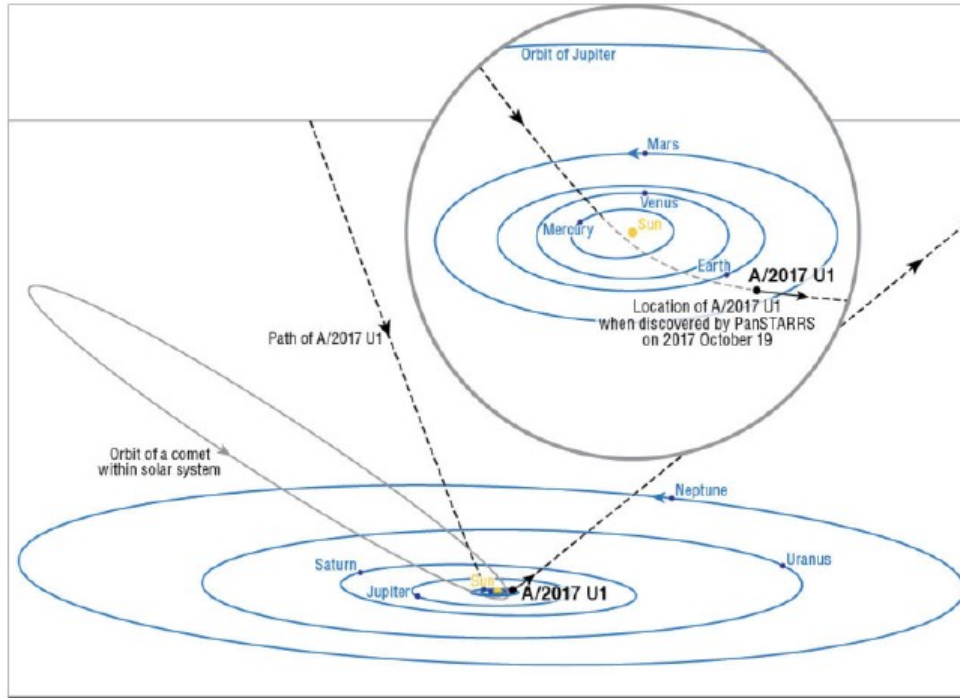 Orbit of Jupiter
Mars
Venus
Mercury
Sun
Earth
A/2017 U1
Location of A/2017 U1
when discovered by PanSTARRS
on 2017 October 19
Path of A/2017 U1
Orbit of a comet
within solar system
Neptune
Uranus
Saturn
Sun
Jupiter
A/2017 U1